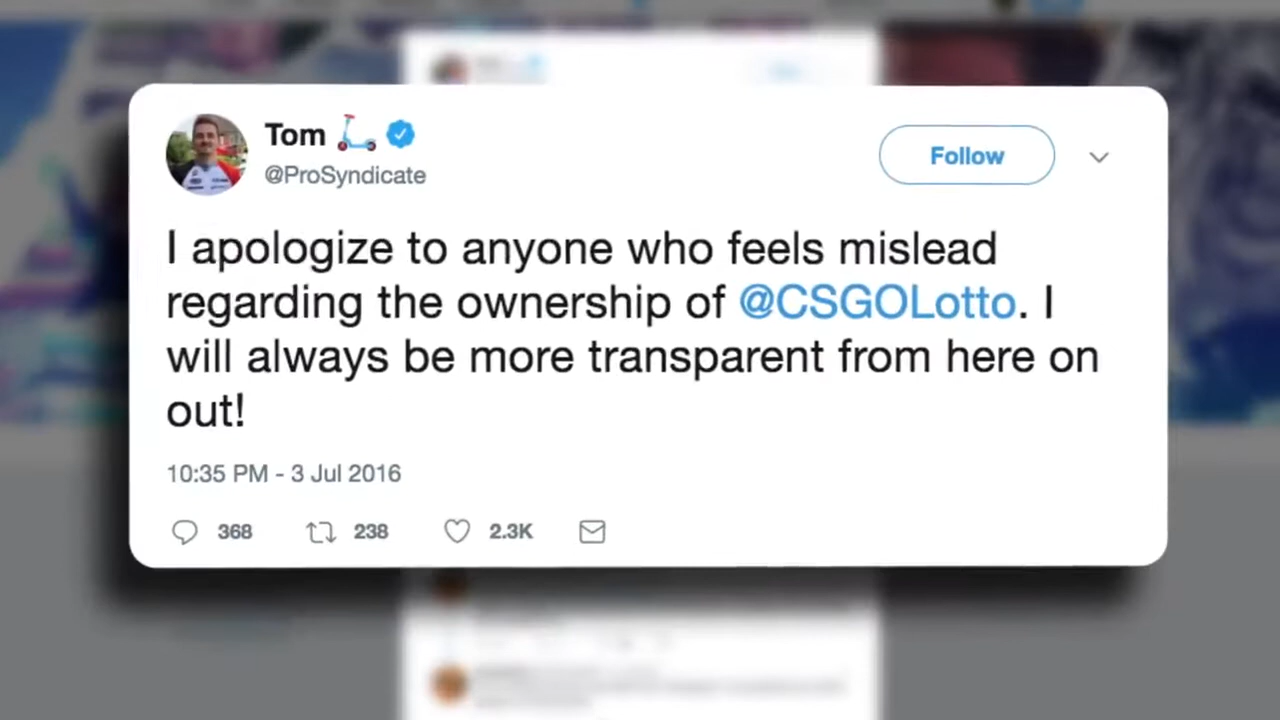 Tom 🛴
@ProSyndicate
Follow
I apologize to anyone who feels mislead
regarding the ownership of @CSGOLotto. I
will always be more transparent from here on
out!
10:35 PM - 3 Jul 2016
368 238 2.3K